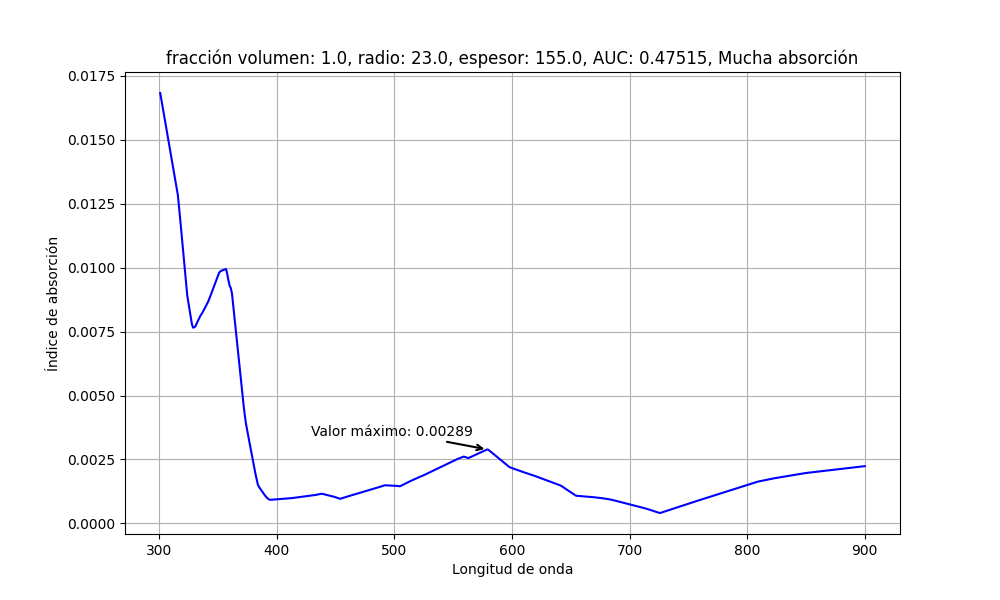 fracción volumen: 1.0, radio: 23.0, espesor: 155.0, AUC: 0.47515, Mucha absorción
0.0175
0.0150
0.0125
0.0100
0.0075
0.0050
0.0025
0.0000
Índice de absorción
Valor máximo: 0.00289
300 400 500 600 700 800 900
Longitud de onda